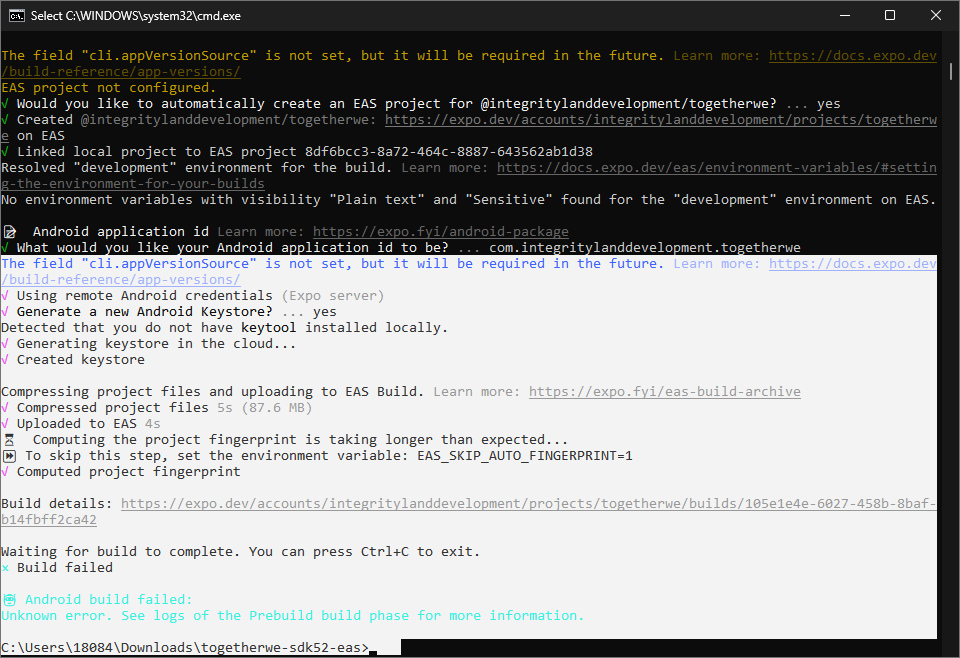 Select C:\WINDOWS\system32\cmd.exe
The field "cli.appVersionSource" is not set, but it will be required in the future. Learn more: https://docs.expo.dev
/build-reference/app-versions/
EAS project not configured.
√ Would you like to automatically create an EAS project for @integritylanddevelopment/togetherwe? ... yes
√ Created @integritylanddevelopment/togetherwe: https://expo.dev/accounts/integritylanddevelopment/projects/togetherw
e on EAS
√ Linked local project to EAS project 8df6bcc3-8a72-464c-8887-643562ab1d38
Resolved "development" environment for the build. Learn more: https://docs.expo.dev/eas/environment-variables/#settin
g-the-environment-for-your-builds
No environment variables with visibility "Plain text" and "Sensitive" found for the "development" environment on EAS.
📝  Android application id Learn more: https://expo.fyi/android-package
√ What would you like your Android application id to be? ... com.integritylanddevelopment.togetherwe
The field "cli.appVersionSource" is not set, but it will be required in the future. Learn more: https://docs.expo.dev
/build-reference/app-versions/
√ Using remote Android credentials (Expo server)
√ Generate a new Android Keystore? ... yes
Detected that you do not have keytool installed locally.
√ Generating keystore in the cloud...
√ Created keystore
Compressing project files and uploading to EAS Build. Learn more: https://expo.fyi/eas-build-archive
√ Compressed project files 5s (87.6 MB)
√ Uploaded to EAS 4s
⌛  Computing the project fingerprint is taking longer than expected...
⏩ To skip this step, set the environment variable: EAS_SKIP_AUTO_FINGERPRINT=1
√ Computed project fingerprint
Build details: https://expo.dev/accounts/integritylanddevelopment/projects/togetherwe/builds/105e1e4e-6027-458b-8baf-
b14fbff2ca42
Waiting for build to complete. You can press Ctrl+C to exit.
× Build failed
🤖 Android build failed:
Unknown error. See logs of the Prebuild build phase for more information.
C:\Users\18084\Downloads\togetherwe-sdk52-eas>